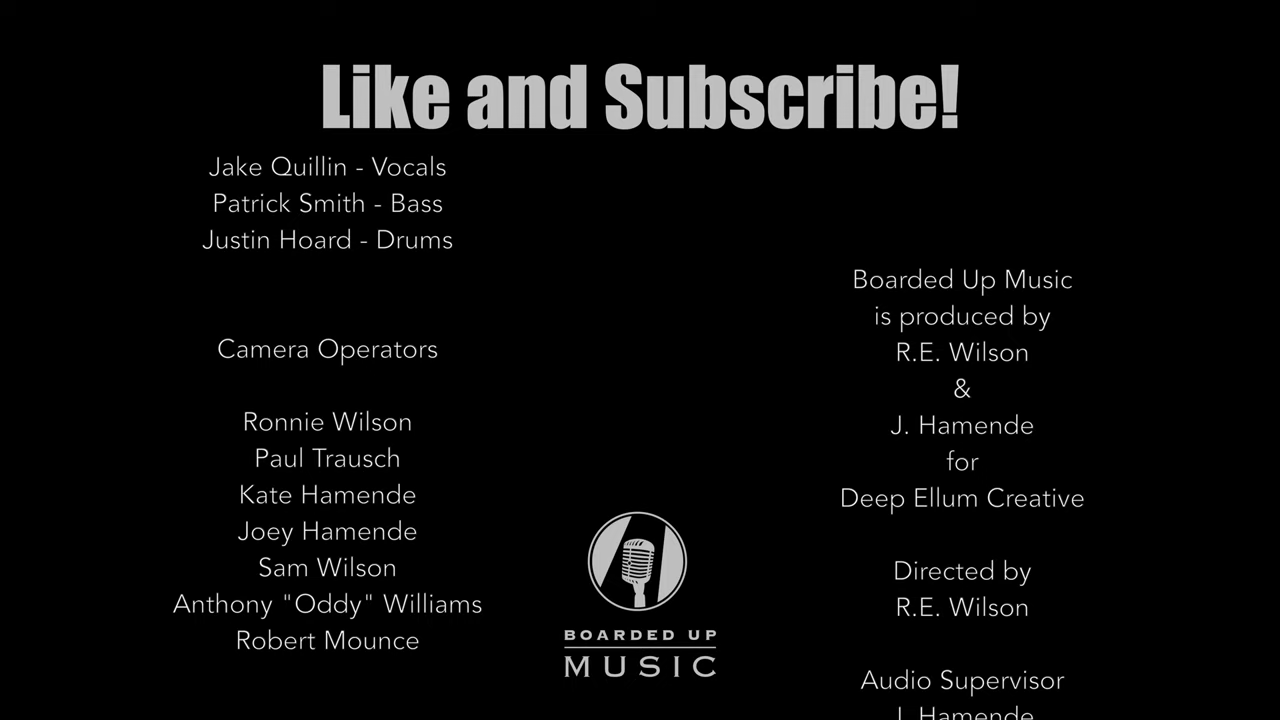 Like and Subscribe!
Jake Quillin - Vocals
Patrick Smith - Bass
Justin Hoard - Drums
Camera Operators
Ronnie Wilson
Paul Trausch
Kate Hamende
Joey Hamende
Sam Wilson
Anthony "Oddy" Williams
Robert Mounce
BOARDED UP
MUSIC
Boarded Up Music
is produced by
R.E. Wilson
&
J. Hamende
for
Deep Ellum Creative
Directed by
R.E. Wilson
Audio Supervisor
J. Hamende